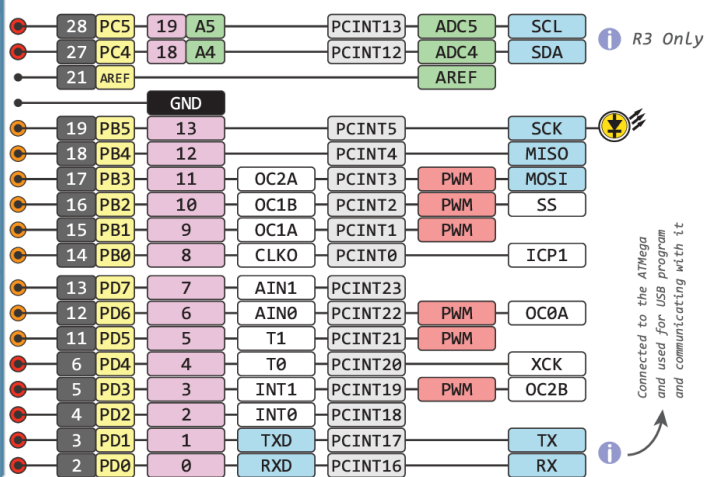 28 PC5 19 A5 PCINT13 ADC5 SCL R3 Only
27 PC4 18 A4 PCINT12 ADC4 SDA
21 AREF AREF
GND
19 PB5 13 PCINT5 SCK
18 PB4 12 PCINT4 MISO
17 PB3 11 OC2A PCINT3 PWM MOSI
16 PB2 10 OC1B PCINT2 PWM SS
15 PB1 9 OC1A PCINT1 PWM
14 PB0 8 CLKO PCINT0 ICP1
13 PD7 7 AIN1 PCINT23
12 PD6 6 AIN0 PCINT22 PWM OC0A
11 PD5 5 T1 PCINT21 PWM
6 PD4 4 T0 PCINT20 XCK
5 PD3 3 INT1 PCINT19 PWM OC2B
4 PD2 2 INT0 PCINT18
3 PD1 1 TXD PCINT17 TX
2 PD0 0 RXD PCINT16 RX
Connected to the ATMega
and used for USB program
and communicating with it